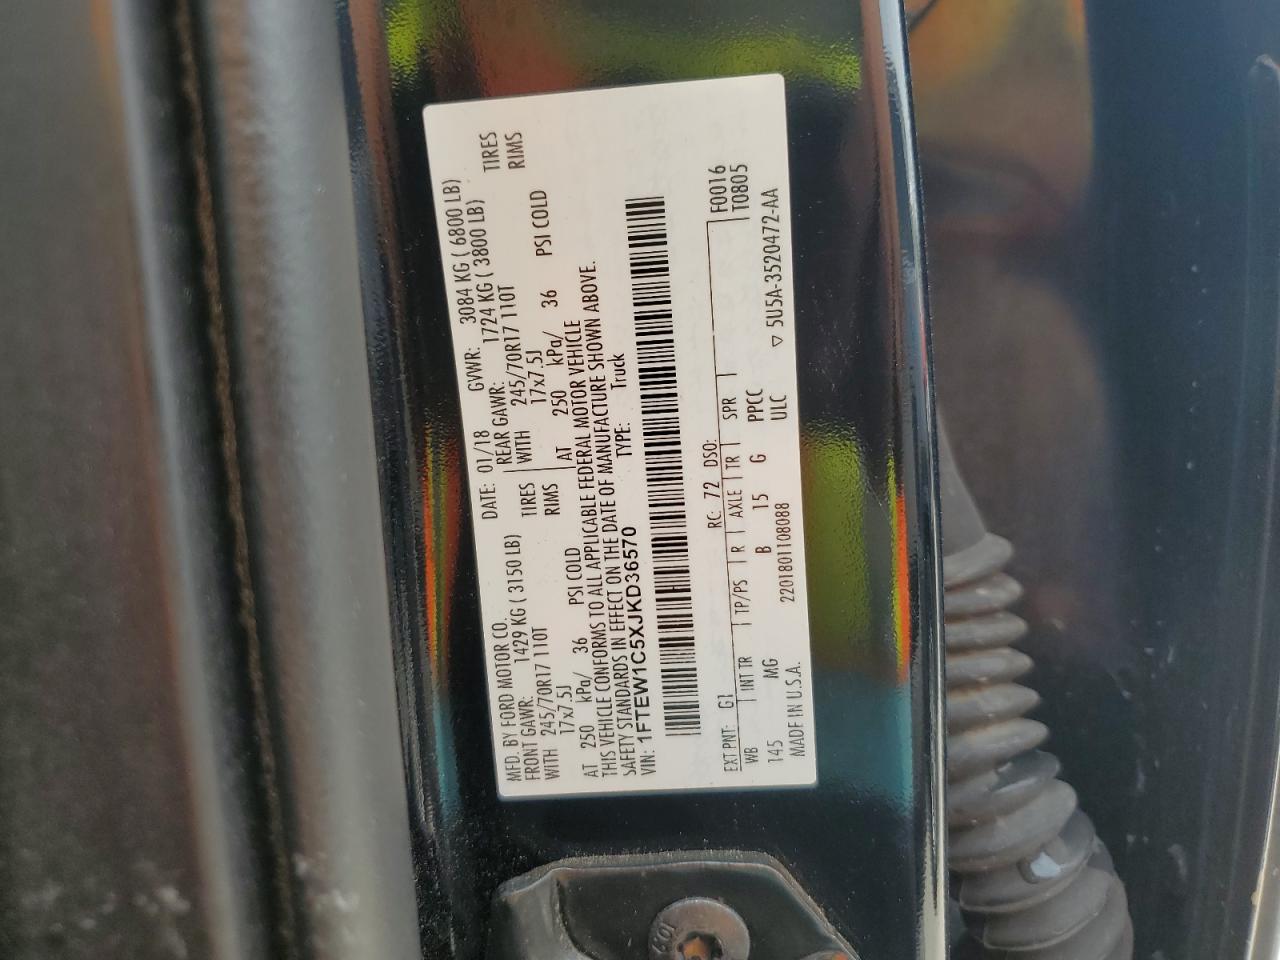 MFD. BY FORD MOTOR CO.
DATE: 01/18 GVWR: 3084 KG ( 6800 LB)
FRONT GAWR: 1429 KG ( 3150 LB) REAR GAWR: 1724 KG ( 3800 LB)
WITH 245/70R17 110T TIRES WITH 245/70R17 110T TIRES
17x7.5J RIMS 17x7.5J RIMS
AT 250 kPa/ 36 PSI COLD AT 250 kPa/ 36 PSI COLD
THIS VEHICLE CONFORMS TO ALL APPLICABLE FEDERAL MOTOR VEHICLE
SAFETY STANDARDS IN EFFECT ON THE DATE OF MANUFACTURE SHOWN ABOVE.
VIN: 1FTEW1C5XJKD36570 TYPE: Truck
F0016
EXT PNT: G1 RC: 72 DSO: T0805
WB INT TR TP/PS R AXLE TR SPR
145 MG B 15 G PPCC
MADE IN U.S.A. 2201801108088 ULC ▽ 5U5A-3520472-AA